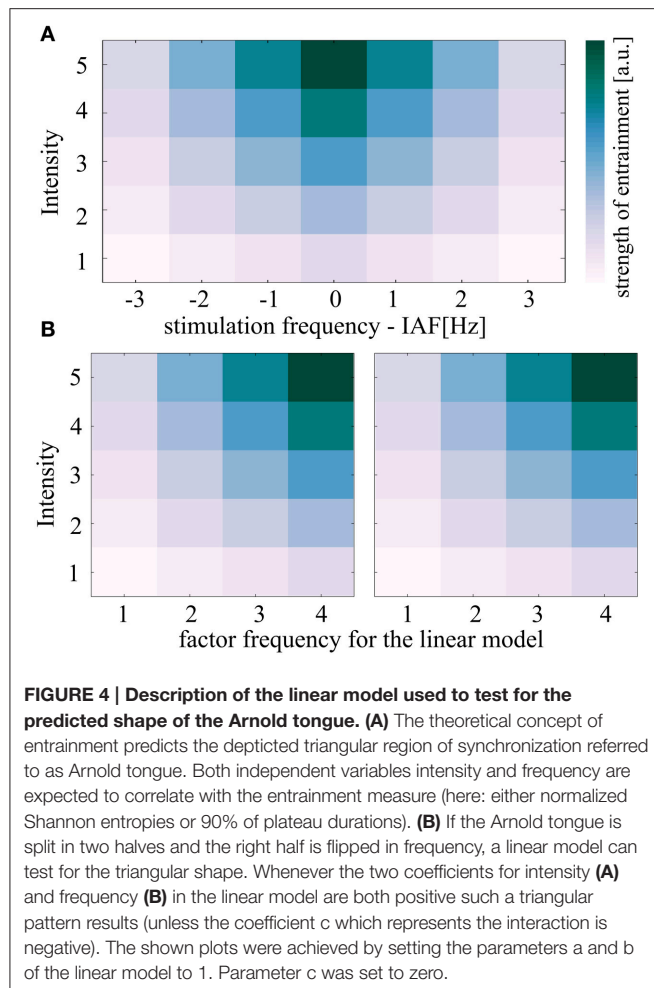 A
5
4
3
2
1
Intensity
-3 -2 -1 0 1 2 3
stimulation frequency - IAF[Hz]
strength of entrainment [a.u.]
B
5
4
3
2
1
Intensity
1 2 3 4 1 2 3 4
factor frequency for the linear model
FIGURE 4 | Description of the linear model used to test for the
predicted shape of the Arnold tongue. (A) The theoretical concept of
entrainment predicts the depticted triangular region of synchronization referred
to as Arnold tongue. Both independent variables intensity and frequency are
expected to correlate with the entrainment measure (here: either normalized
Shannon entropies or 90% of plateau durations). (B) If the Arnold tongue is
split in two halves and the right half is flipped in frequency, a linear model can
test for the triangular shape. Whenever the two coefficients for intensity (A)
and frequency (B) in the linear model are both positive such a triangular
pattern results (unless the coefficient c which represents the interaction is
negative). The shown plots were achieved by setting the parameters a and b
of the linear model to 1. Parameter c was set to zero.